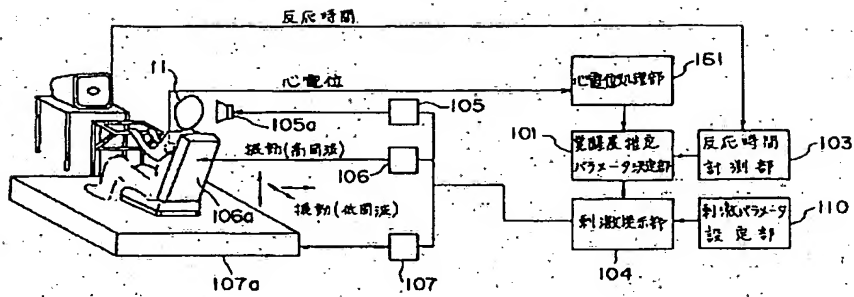 反応時間
11
心電位
心電位処理部
161
105
105a
101
覚醒度推定
パラメータ決定部
反応時間
計測部
103
振動(高周波)
106
106a
振動(低周波)
刺激提示部
104
刺激パラメータ
設定部
110
107
107a